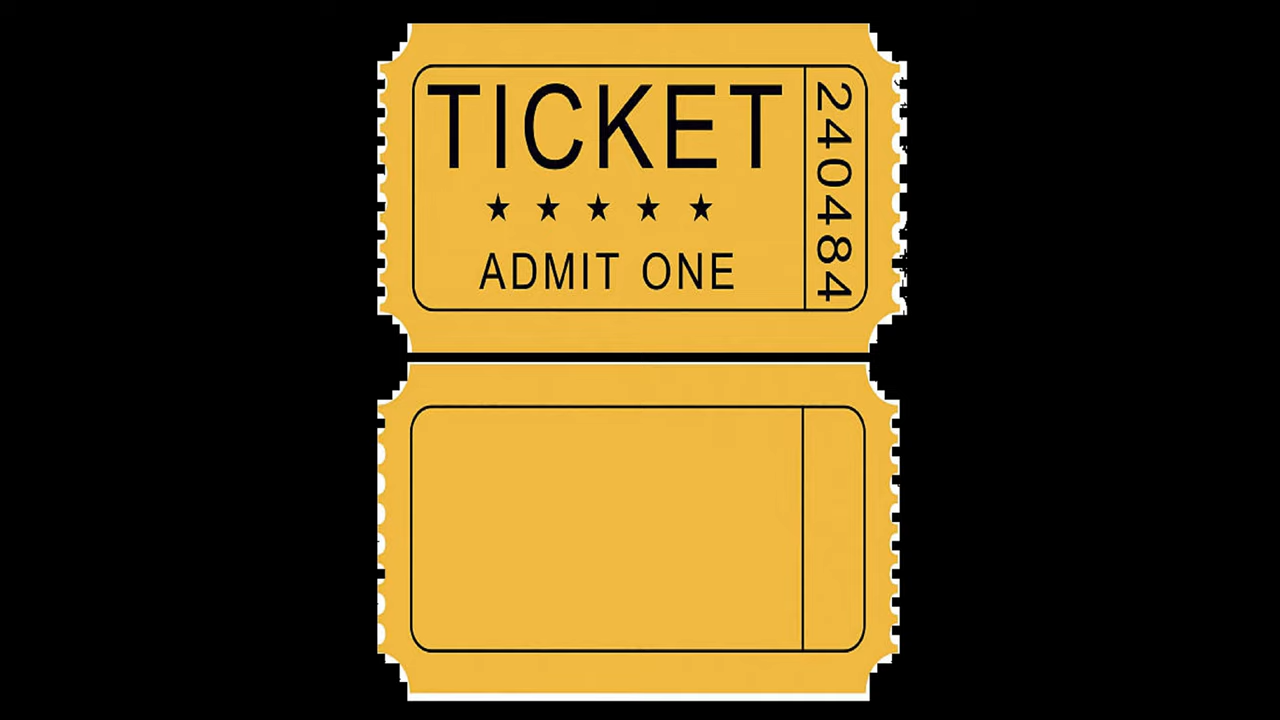 TICKET
★ ★ ★ ★ ★
ADMIT ONE
240484